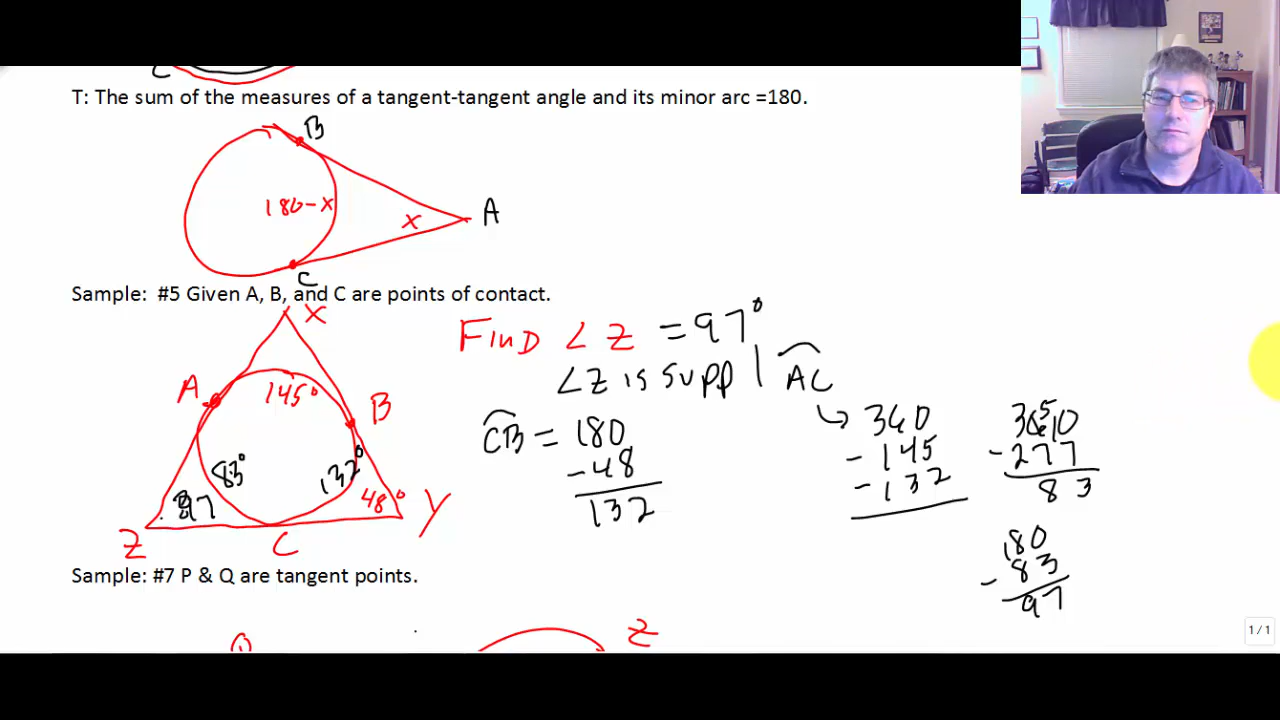 C
T: The sum of the measures of a tangent-tangent angle and its minor arc =180.
B
180-x
x
A
C
Sample: #5 Given A, B, and C are points of contact.
X
FIND ∠Z = 97°
∠Z is supp AC
A
145°
B
83°
132°
97
48°
Z
C
Y
CB = 180
-48
132
360
- 145
- 132
360
- 277
83
180
- 83
97
Sample: #7 P & Q are tangent points.
Q
Z
1 / 1